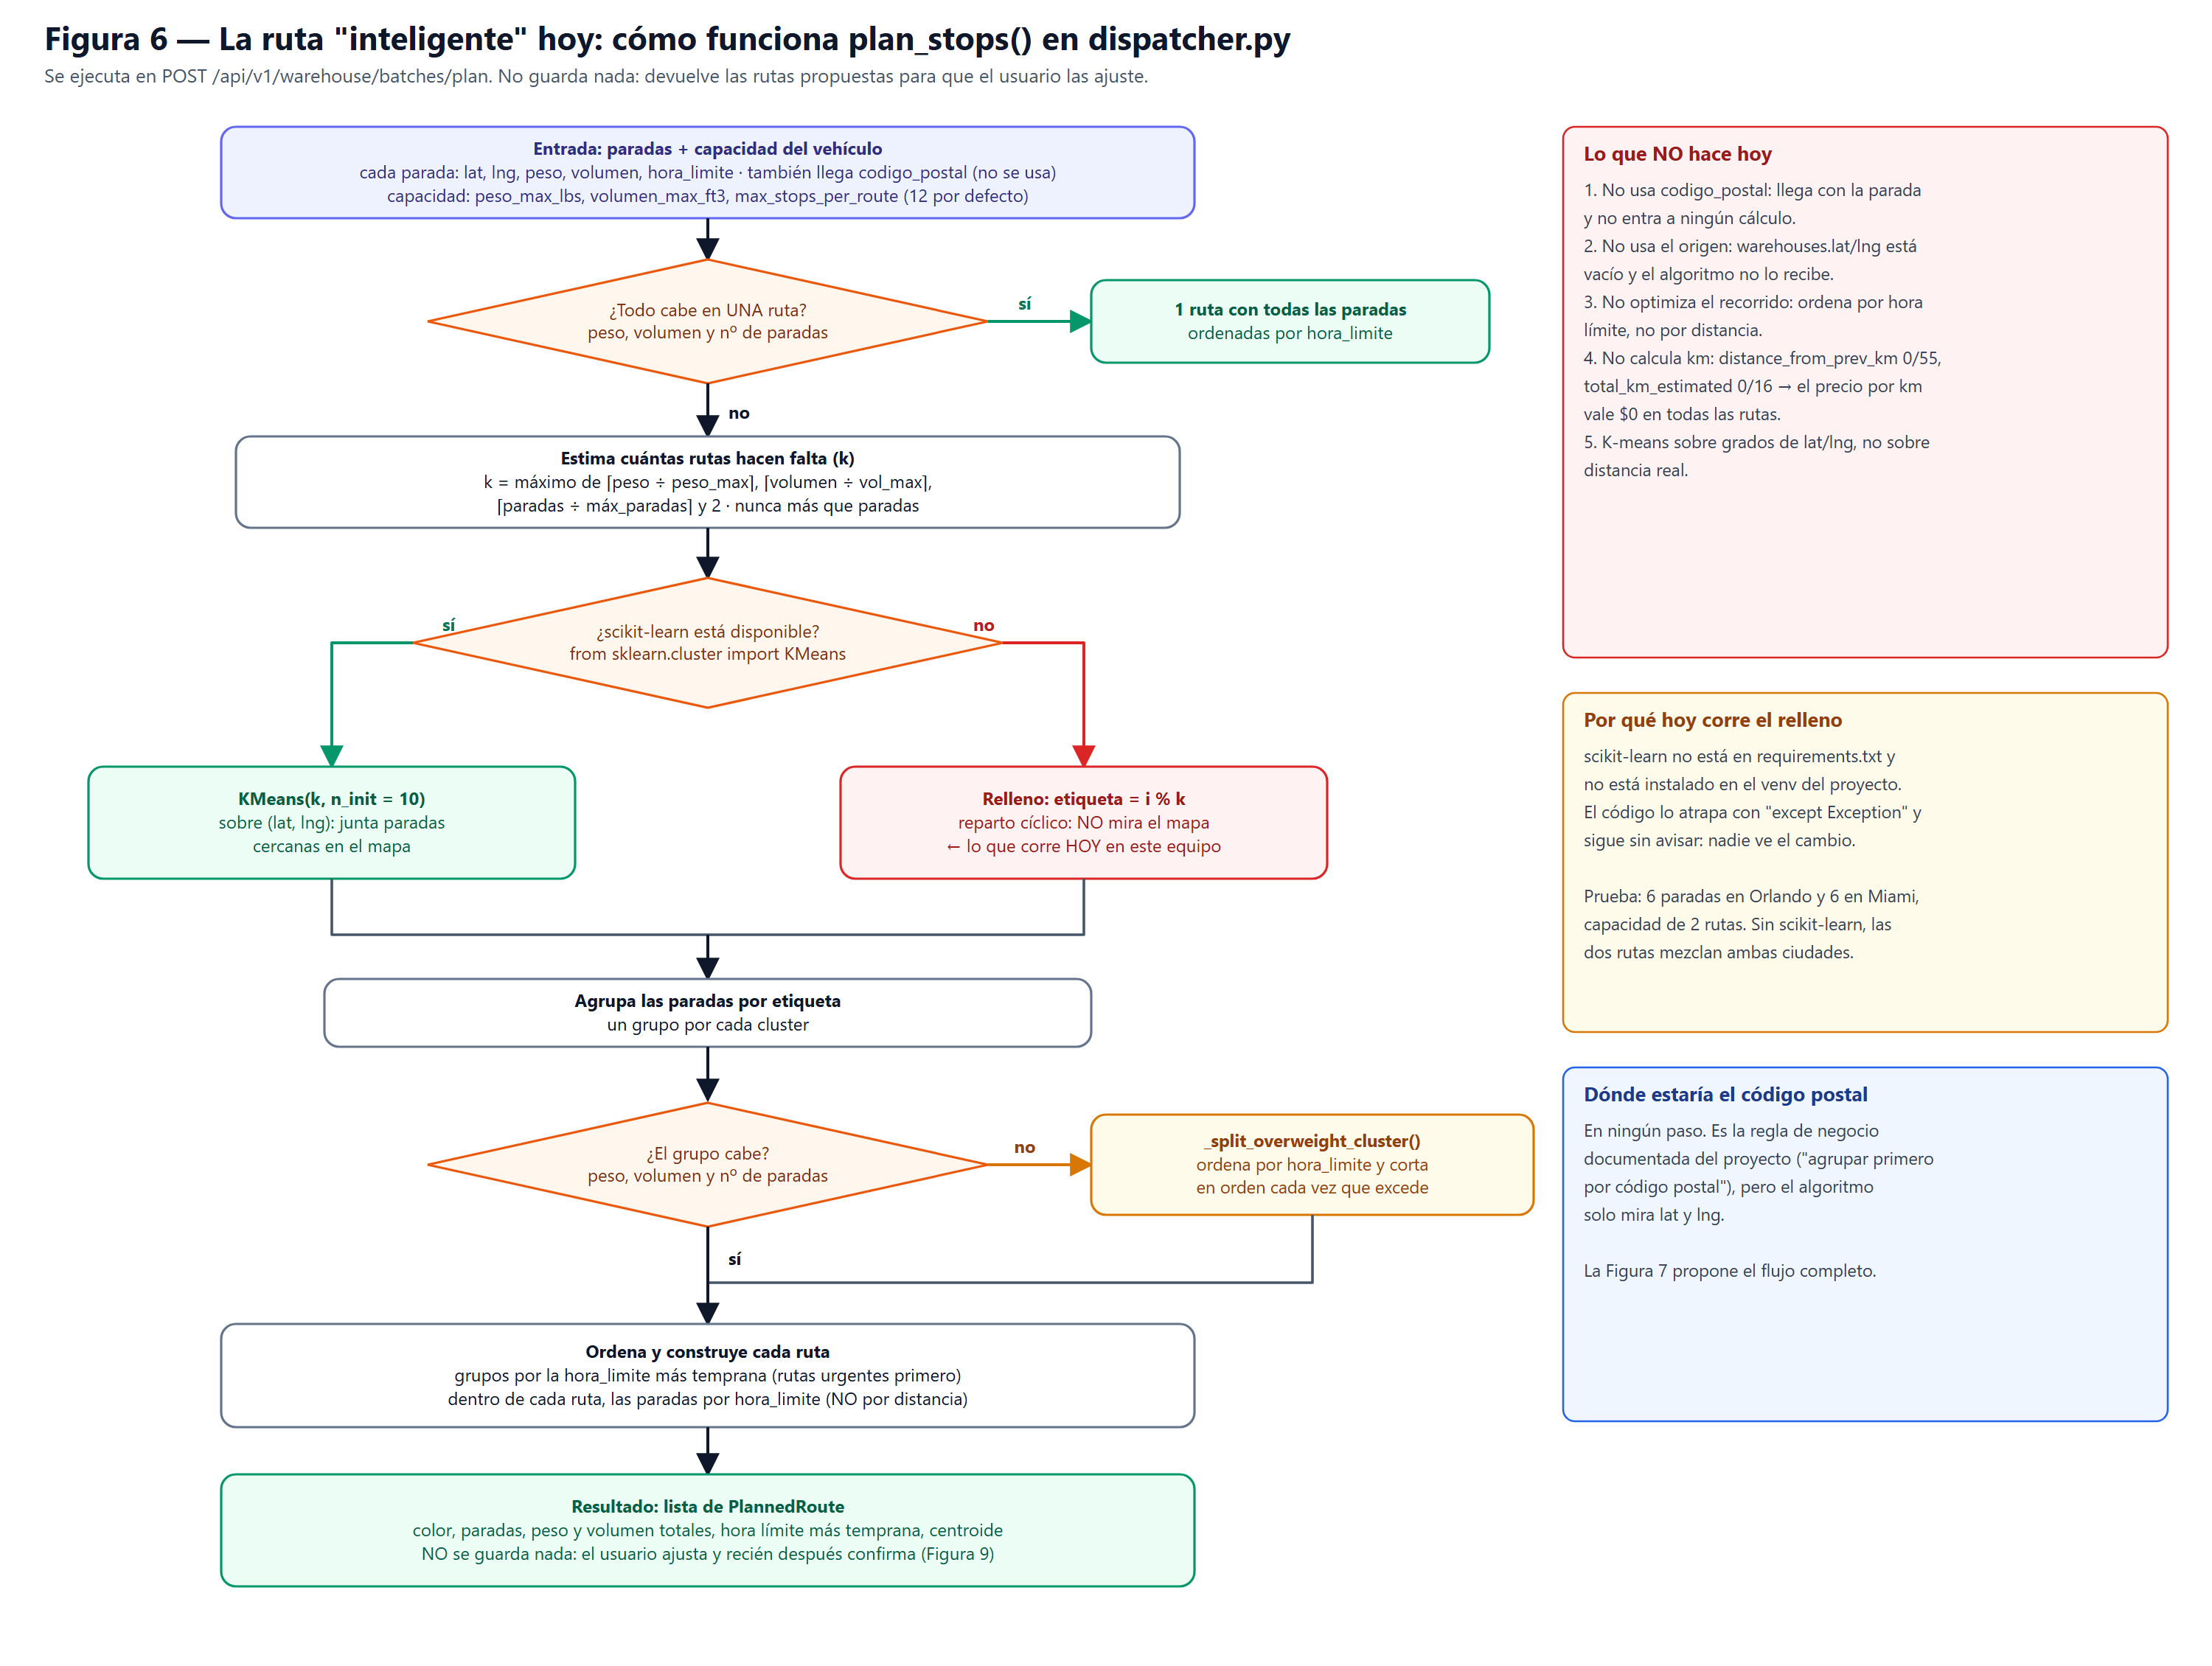 Figura 6 — La ruta "inteligente" hoy: cómo funciona plan_stops() en dispatcher.py
Se ejecuta en POST /api/v1/warehouse/batches/plan. No guarda nada: devuelve las rutas propuestas para que el usuario las ajuste.
Entrada: paradas + capacidad del vehículo
cada parada: lat, lng, peso, volumen, hora_limite · también llega codigo_postal (no se usa)
capacidad: peso_max_lbs, volumen_max_ft3, max_stops_per_route (12 por defecto)
¿Todo cabe en UNA ruta?
peso, volumen y nº de paradas
sí
1 ruta con todas las paradas
ordenadas por hora_limite
no
Estima cuántas rutas hacen falta (k)
k = máximo de ⌈peso ÷ peso_max⌉, ⌈volumen ÷ vol_max⌉,
⌈paradas ÷ máx_paradas⌉ y 2 · nunca más que paradas
¿scikit-learn está disponible?
from sklearn.cluster import KMeans
sí
no
KMeans(k, n_init = 10)
sobre (lat, lng): junta paradas
cercanas en el mapa
Relleno: etiqueta = i % k
reparto cíclico: NO mira el mapa
← lo que corre HOY en este equipo
Agrupa las paradas por etiqueta
un grupo por cada cluster
¿El grupo cabe?
peso, volumen y nº de paradas
no
_split_overweight_cluster()
ordena por hora_limite y corta
en orden cada vez que excede
sí
Ordena y construye cada ruta
grupos por la hora_limite más temprana (rutas urgentes primero)
dentro de cada ruta, las paradas por hora_limite (NO por distancia)
Resultado: lista de PlannedRoute
color, paradas, peso y volumen totales, hora límite más temprana, centroide
NO se guarda nada: el usuario ajusta y recién después confirma (Figura 9)
Lo que NO hace hoy
1. No usa codigo_postal: llega con la parada
y no entra a ningún cálculo.
2. No usa el origen: warehouses.lat/lng está
vacío y el algoritmo no lo recibe.
3. No optimiza el recorrido: ordena por hora
límite, no por distancia.
4. No calcula km: distance_from_prev_km 0/55,
total_km_estimated 0/16 → el precio por km
vale $0 en todas las rutas.
5. K-means sobre grados de lat/lng, no sobre
distancia real.
Por qué hoy corre el relleno
scikit-learn no está en requirements.txt y
no está instalado en el venv del proyecto.
El código lo atrapa con "except Exception" y
sigue sin avisar: nadie ve el cambio.
Prueba: 6 paradas en Orlando y 6 en Miami,
capacidad de 2 rutas. Sin scikit-learn, las
dos rutas mezclan ambas ciudades.
Dónde estaría el código postal
En ningún paso. Es la regla de negocio
documentada del proyecto ("agrupar primero
por código postal"), pero el algoritmo
solo mira lat y lng.
La Figura 7 propone el flujo completo.